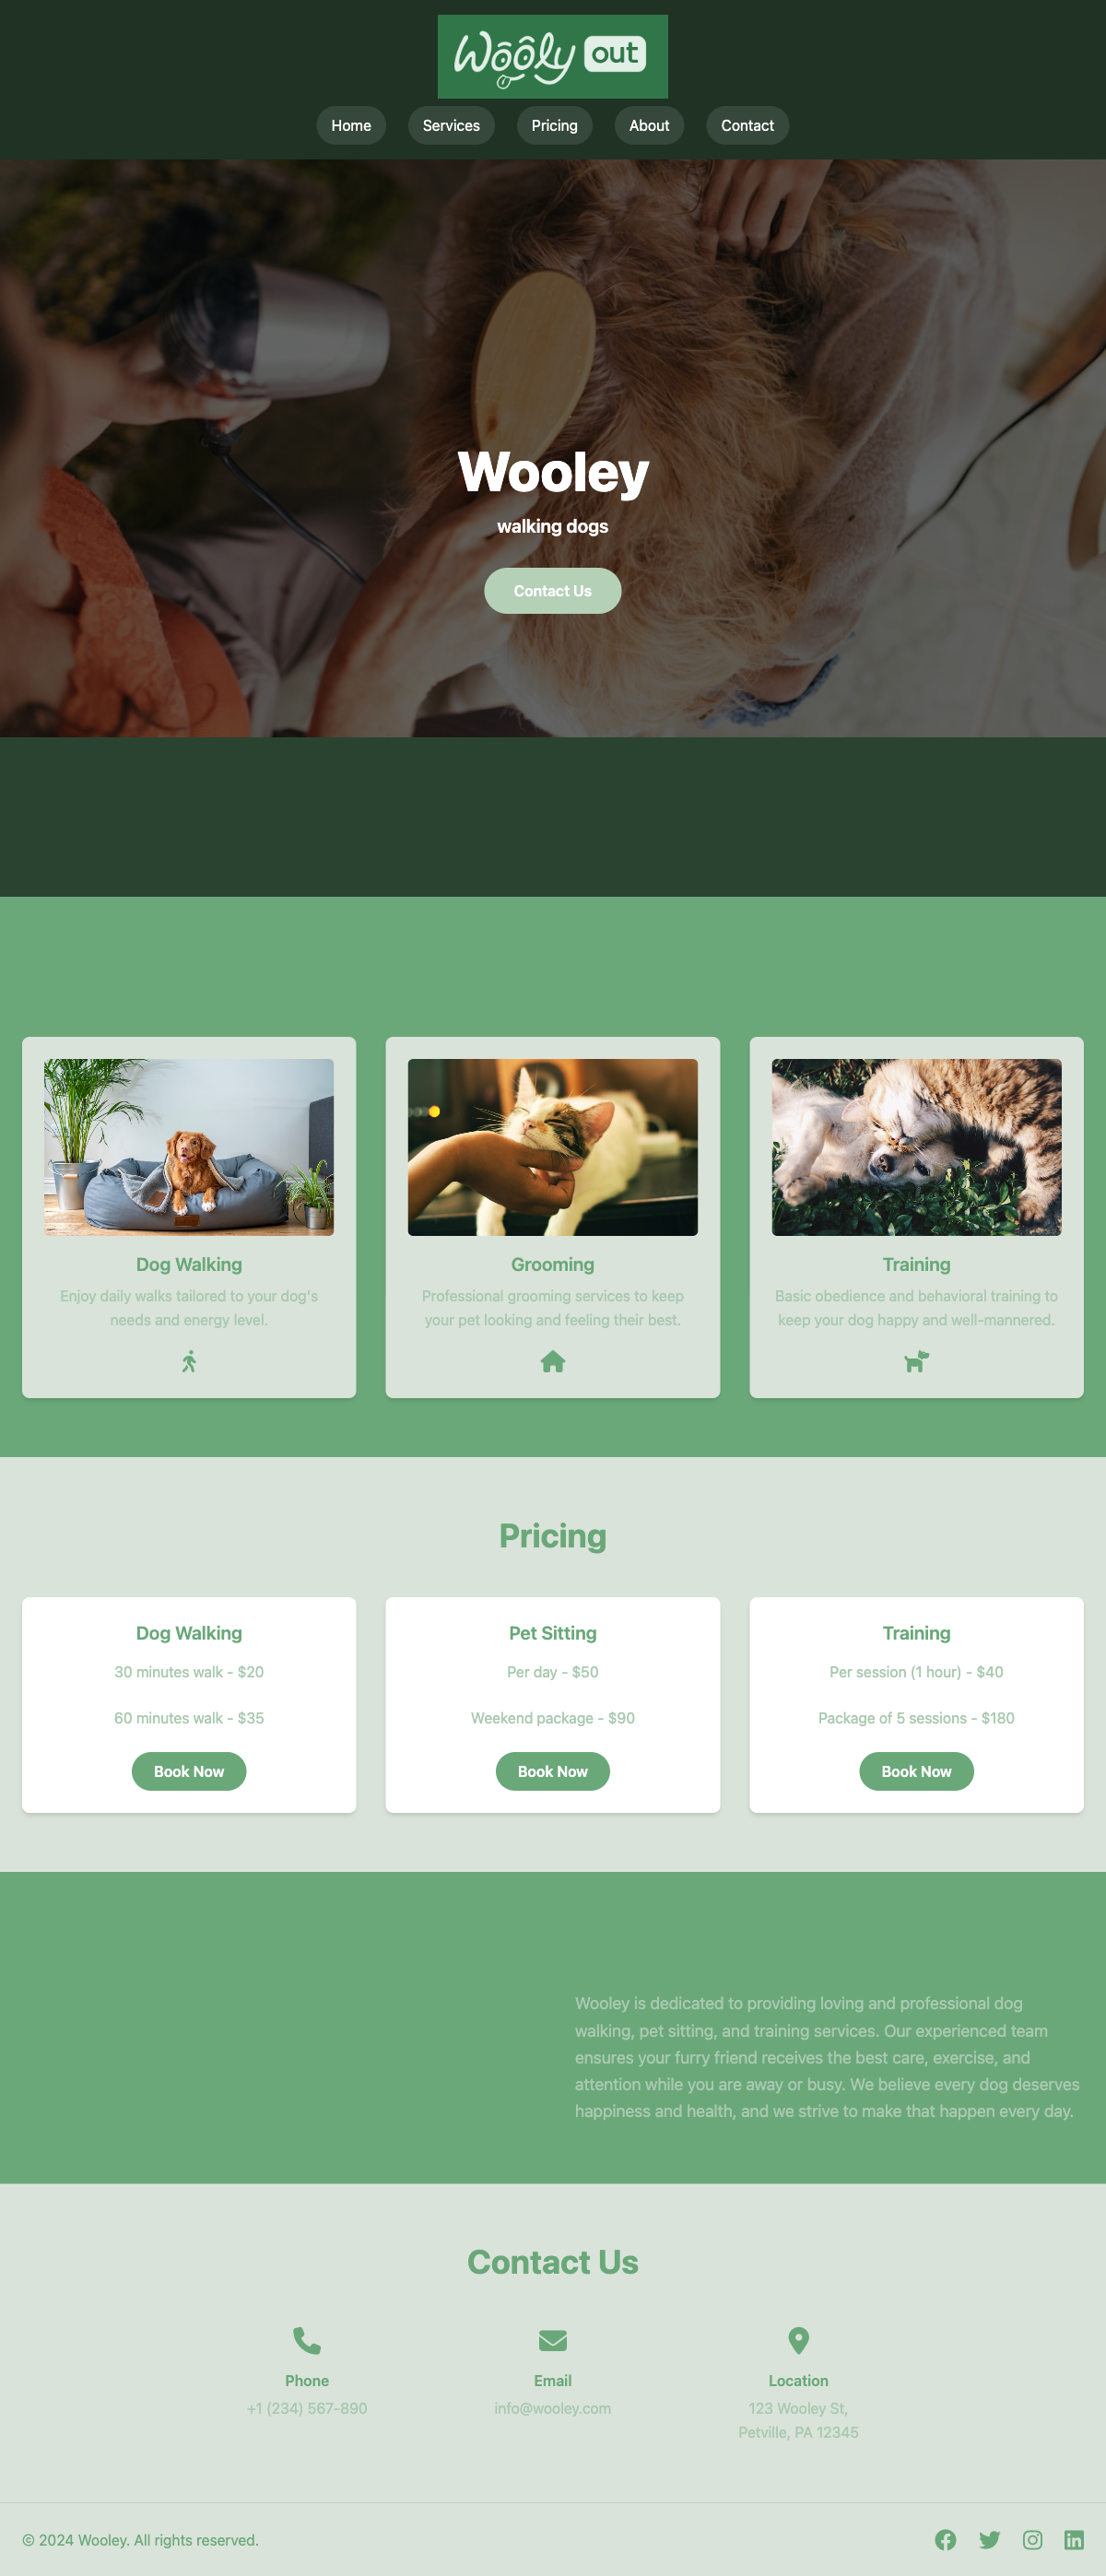 Wooly out
Home
Services
Pricing
About
Contact
Wooley
walking dogs
Contact Us
Dog Walking
Enjoy daily walks tailored to your dog's
needs and energy level.
Grooming
Professional grooming services to keep
your pet looking and feeling their best.
Training
Basic obedience and behavioral training to
keep your dog happy and well-mannered.
Pricing
Dog Walking
30 minutes walk - $20
60 minutes walk - $35
Book Now
Pet Sitting
Per day - $50
Weekend package - $90
Book Now
Training
Per session (1 hour) - $40
Package of 5 sessions - $180
Book Now
Wooley is dedicated to providing loving and professional dog
walking, pet sitting, and training services. Our experienced team
ensures your furry friend receives the best care, exercise, and
attention while you are away or busy. We believe every dog deserves
happiness and health, and we strive to make that happen every day.
Contact Us
Phone
+1 (234) 567-890
Email
info@wooley.com
Location
123 Wooley St,
Petville, PA 12345
© 2024 Wooley. All rights reserved.